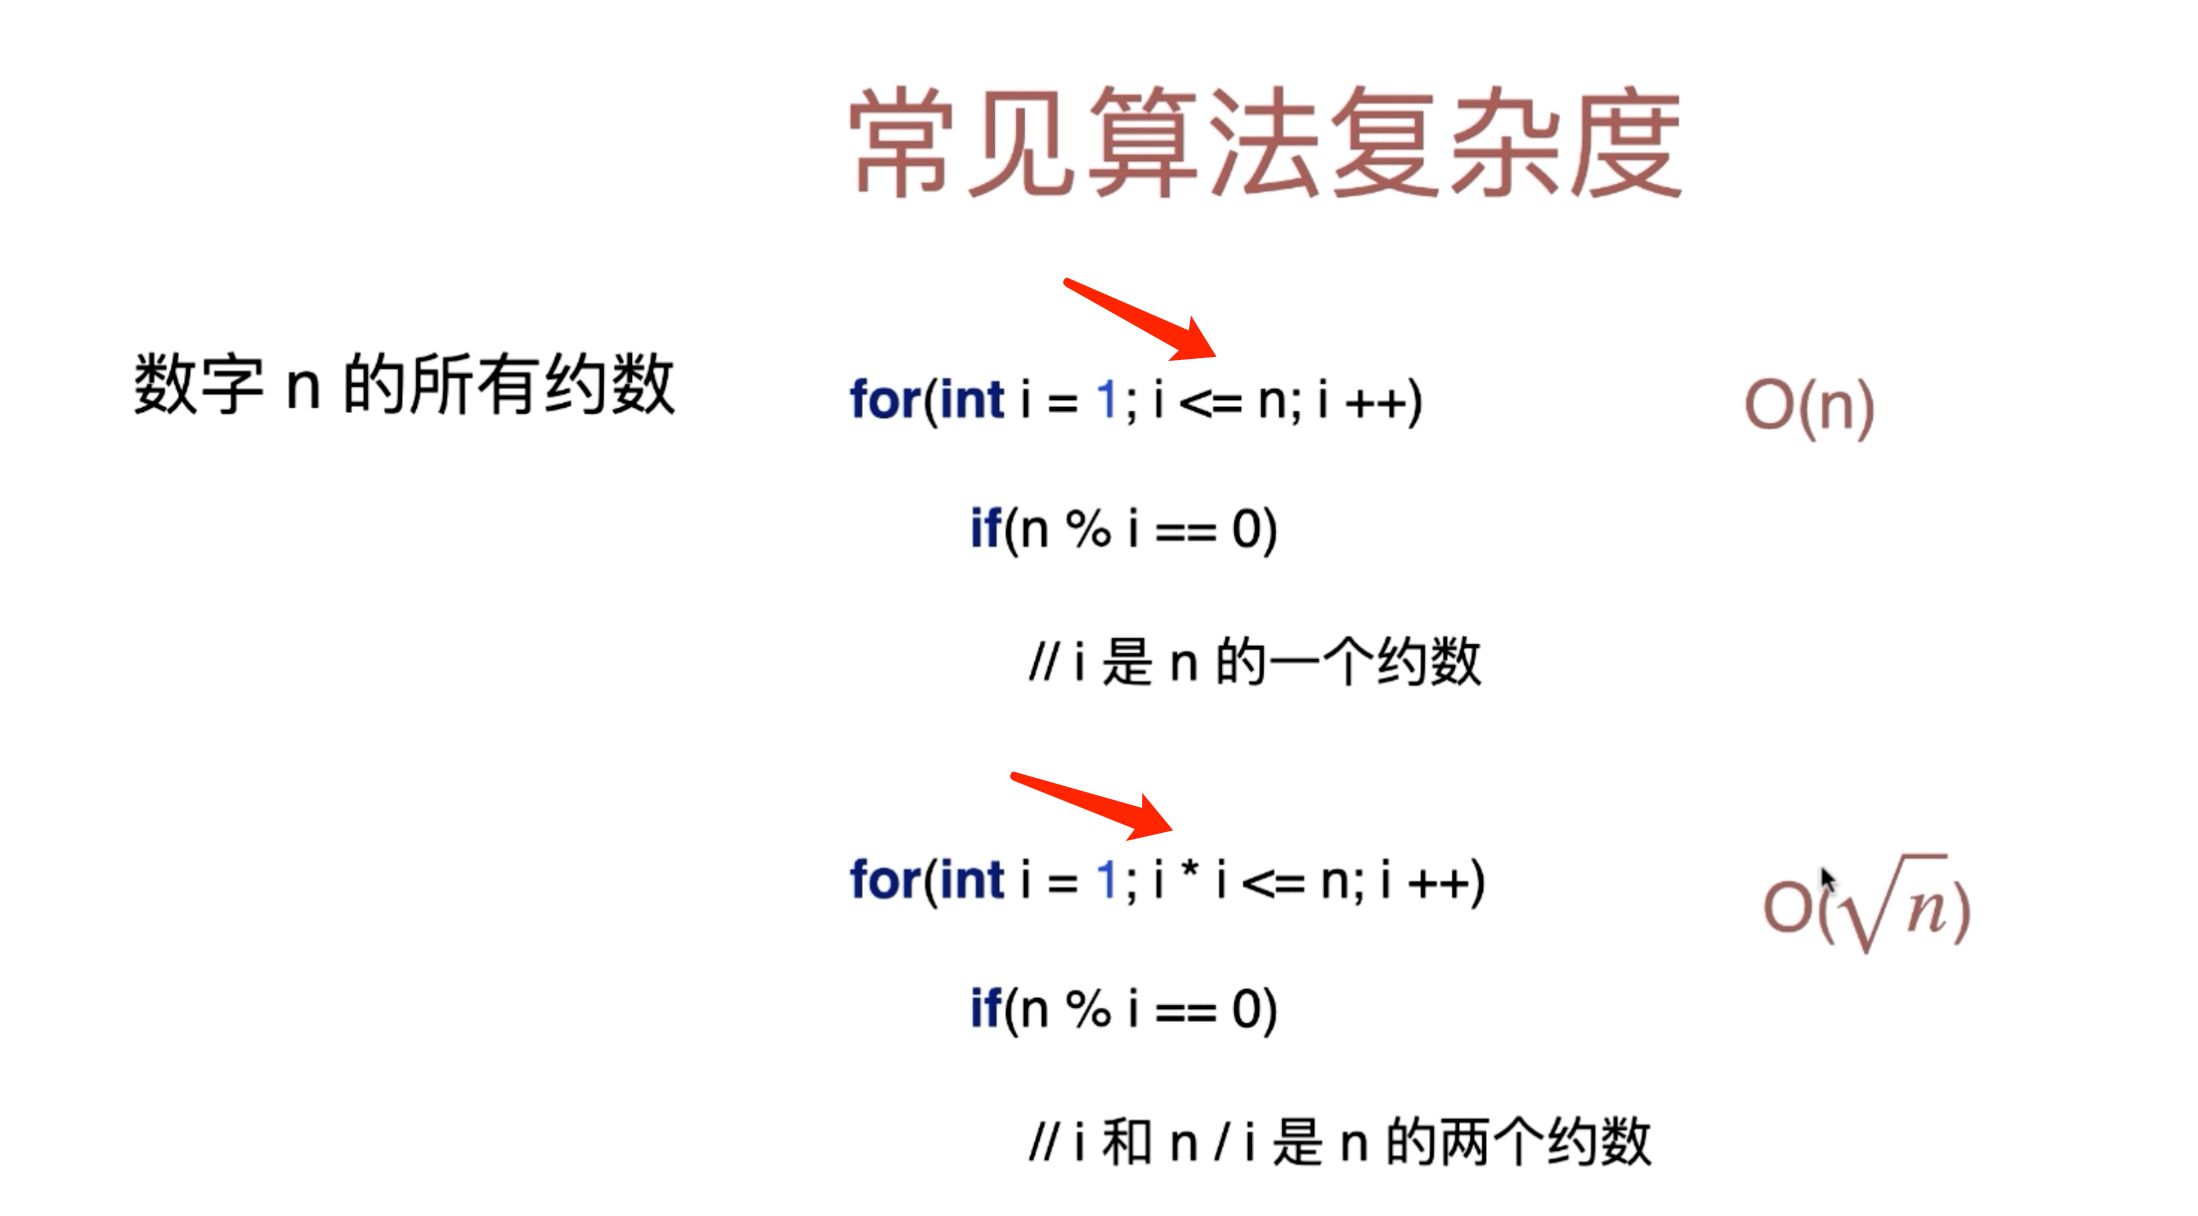 常见算法复杂度
数字 n 的所有约数
for(int i = 1; i <= n; i ++)
O(n)
if(n % i == 0)
// i 是 n 的一个约数
for(int i = 1; i * i <= n; i ++)
O(√n)
if(n % i == 0)
// i 和 n / i 是 n 的两个约数